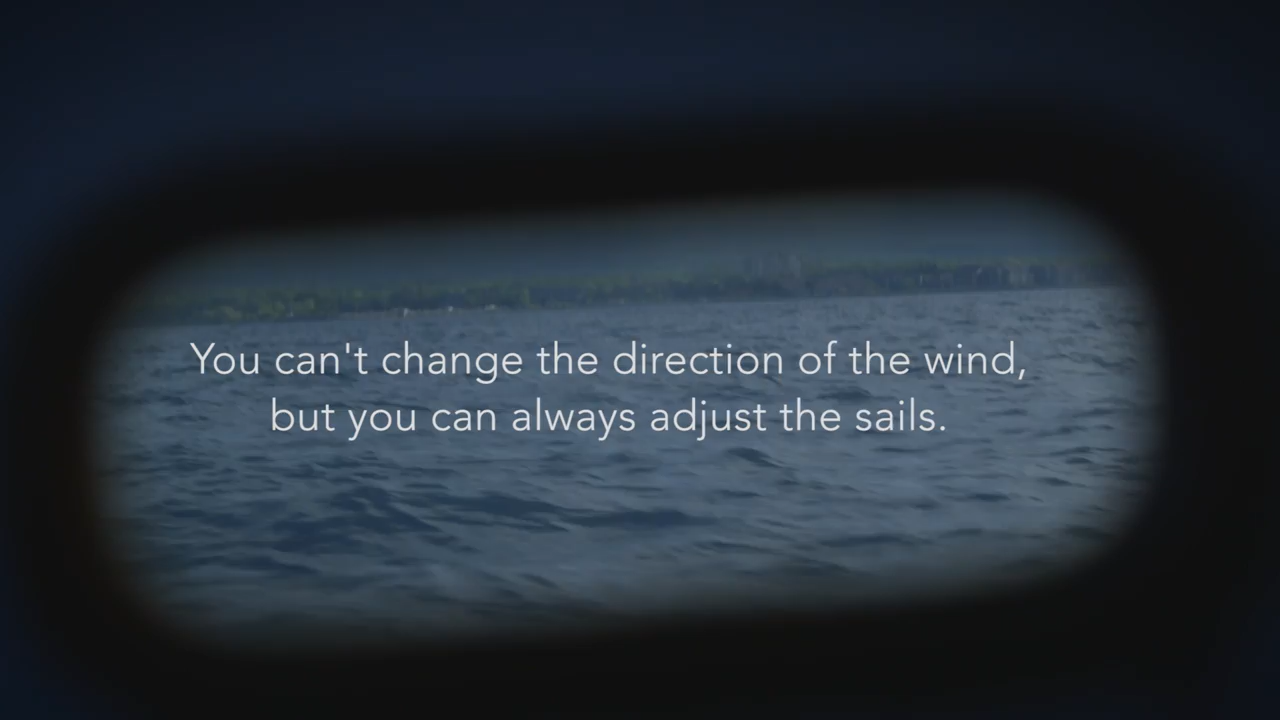 You can't change the direction of the wind,
but you can always adjust the sails.